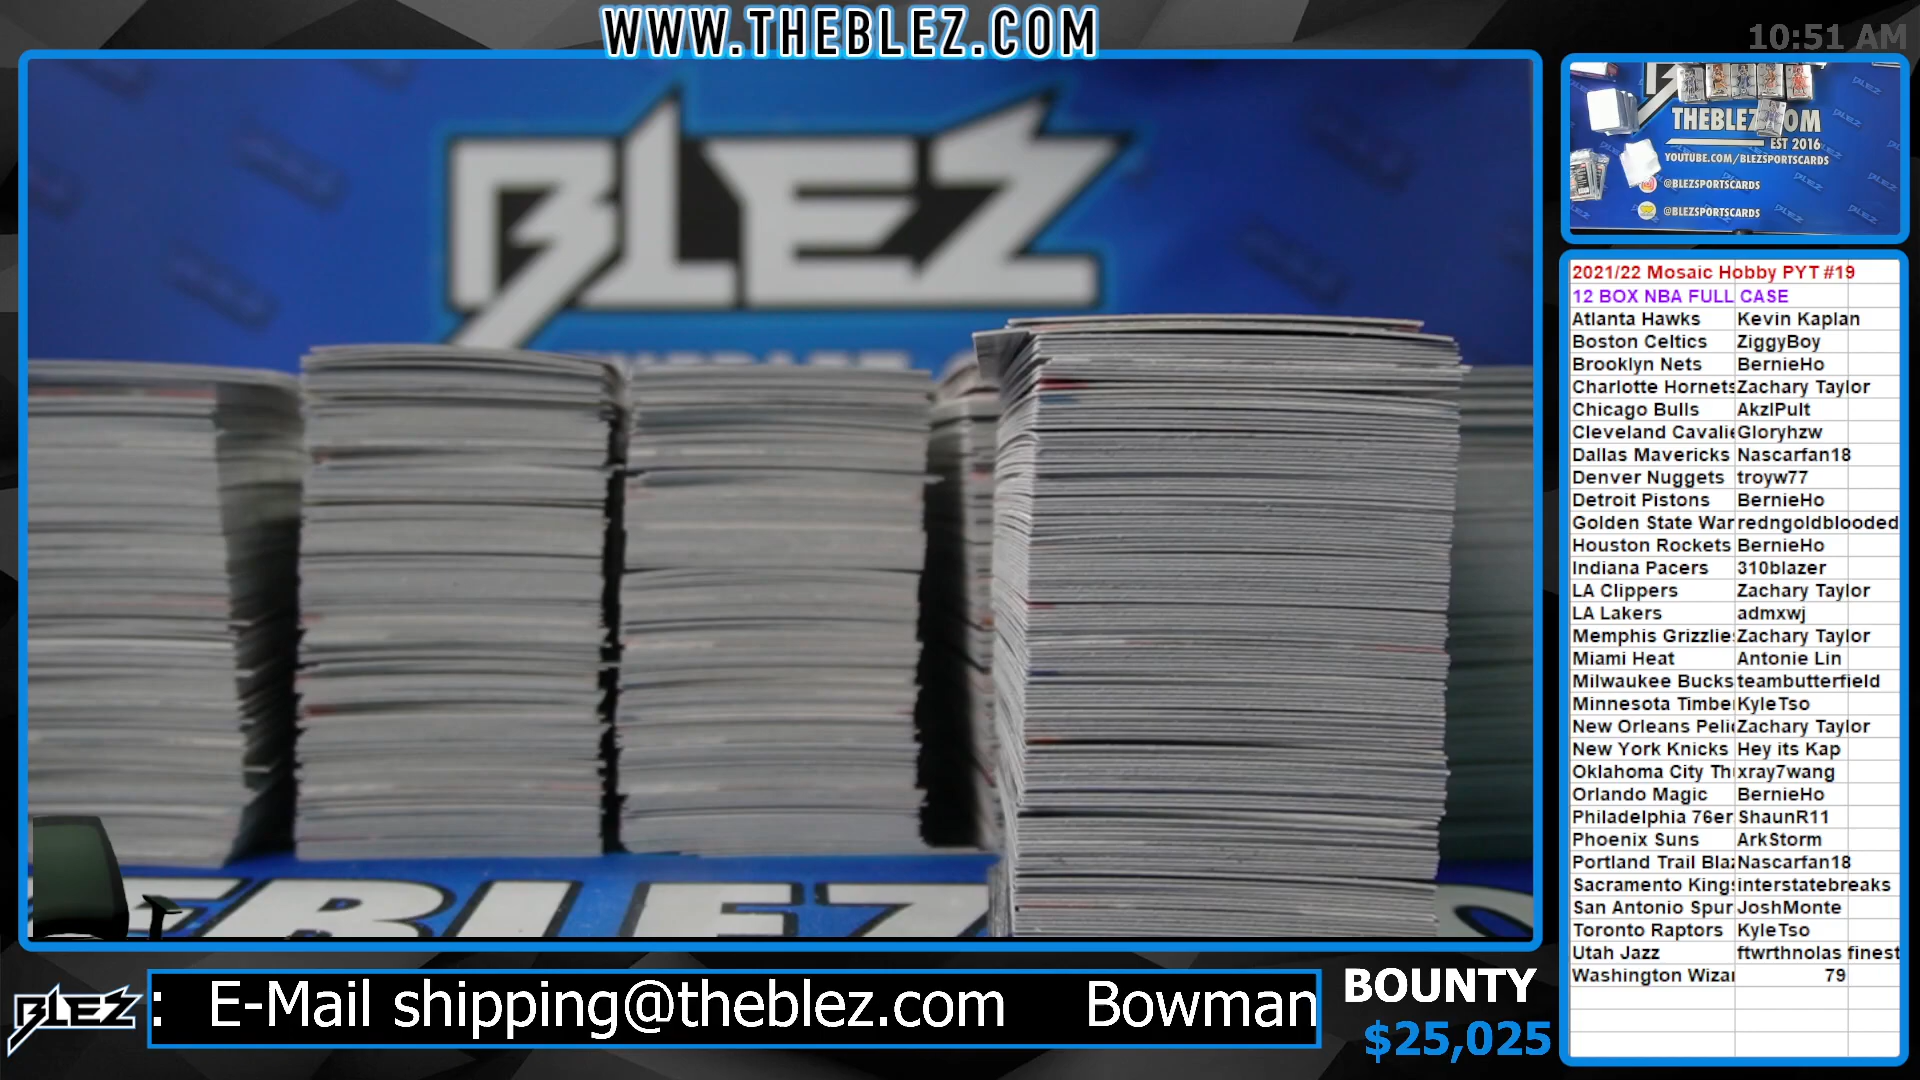 WWW.THEBLEZ.COM
10:51 AM
BLEZ
THEBLEZ.COM
EST 2016
YOUTUBE.COM/BLEZSPORTSCARDS
@BLEZSPORTSCARDS
@BLEZSPORTSCARDS
2021/22 Mosaic Hobby PYT #19
12 BOX NBA FULL CASE
Atlanta Hawks Kevin Kaplan
Boston Celtics ZiggyBoy
Brooklyn Nets BernieHo
Charlotte Hornets Zachary Taylor
Chicago Bulls AkzlPult
Cleveland Cavalie Gloryhzw
Dallas Mavericks Nascarfan18
Denver Nuggets troyw77
Detroit Pistons BernieHo
Golden State War redngoldblooded
Houston Rockets BernieHo
Indiana Pacers 310blazer
LA Clippers Zachary Taylor
LA Lakers admxwj
Memphis Grizzlies Zachary Taylor
Miami Heat Antonie Lin
Milwaukee Bucks teambutterfield
Minnesota Timbe KyleTso
New Orleans Peli Zachary Taylor
New York Knicks Hey its Kap
Oklahoma City Th xray7wang
Orlando Magic BernieHo
Philadelphia 76er ShaunR11
Phoenix Suns ArkStorm
Portland Trail Blaz Nascarfan18
Sacramento Kings interstatebreaks
San Antonio Spur JoshMonte
Toronto Raptors KyleTso
Utah Jazz ftwrthnolas finest
Washington Wizar 79
BLEZ
: E-Mail shipping@theblez.com Bowman
BOUNTY
$25,025